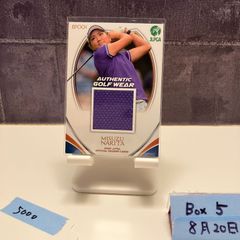 EPOCH
JLPGA
AUTHENTIC
GOLF WEAR
MISUZU
NARITA
5000
Box 5
8月20日